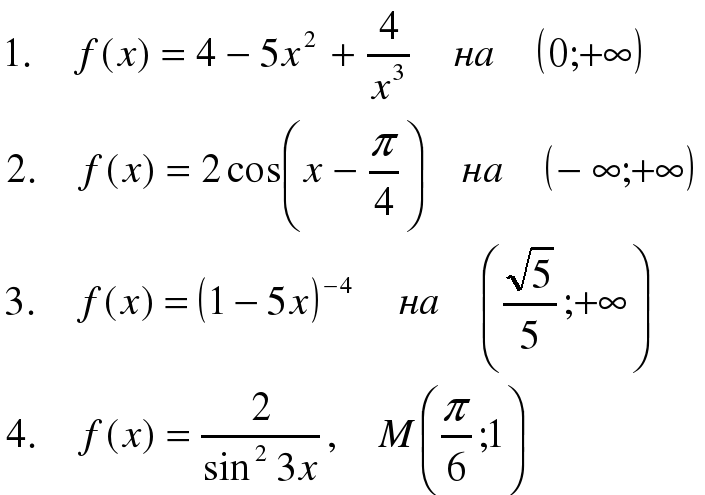 1. f(x) = 4 − 5x² + 4/x³ на (0;+∞)
2. f(x) = 2cos(x − π/4) на (− ∞;+∞)
3. f(x) = (1 − 5x)⁻⁴ на (√5/5;+∞)
4. f(x) = 2/sin² 3x, M(π/6;1)